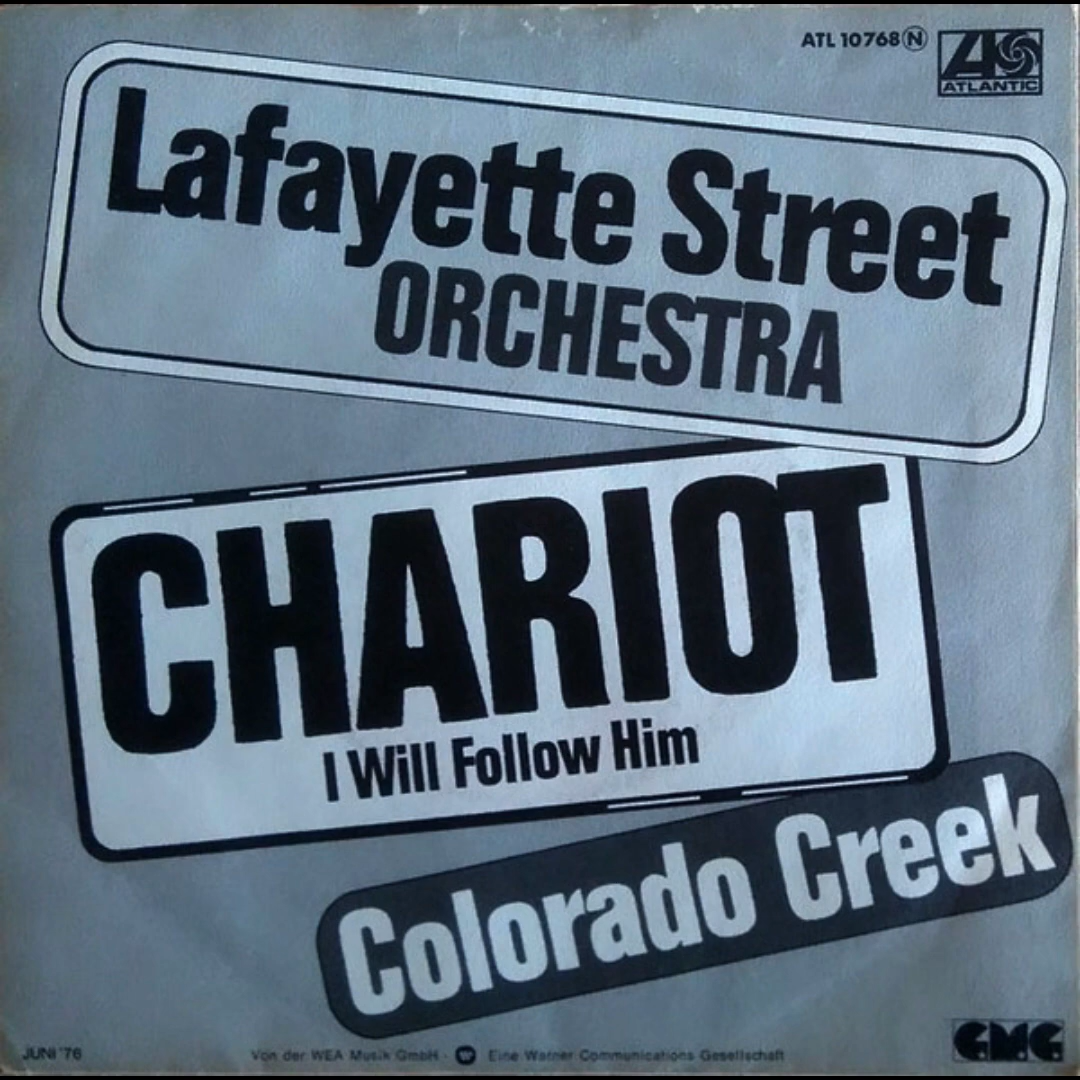 ATL 10768 Ⓝ
ATLANTIC
Lafayette Street
ORCHESTRA
CHARIOT
I Will Follow Him
Colorado Creek
JUNI '76
Von der WEA Musik GmbH · Eine Warner Communications Gesellschaft
GMG